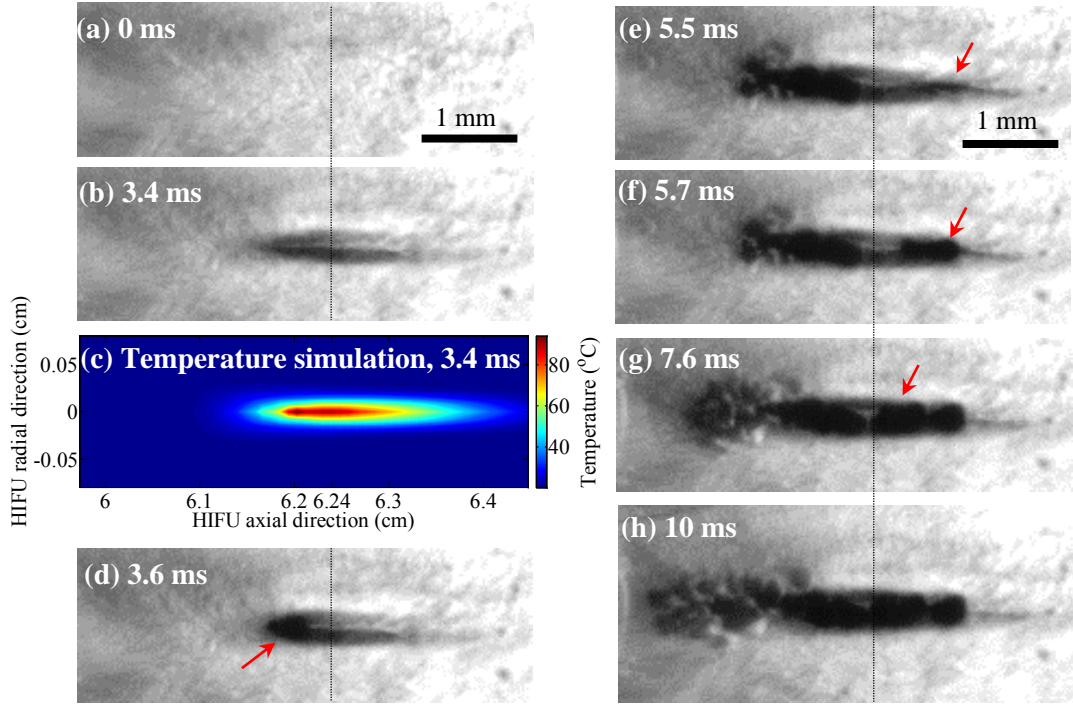 (a) 0 ms
1 mm
(b) 3.4 ms
(c) Temperature simulation, 3.4 ms
HIFU radial direction (cm)
0.05
0
-0.05
6 6.1 6.2 6.24 6.3 6.4
HIFU axial direction (cm)
80
60
40
Temperature (°C)
(d) 3.6 ms
(e) 5.5 ms
1 mm
(f) 5.7 ms
(g) 7.6 ms
(h) 10 ms